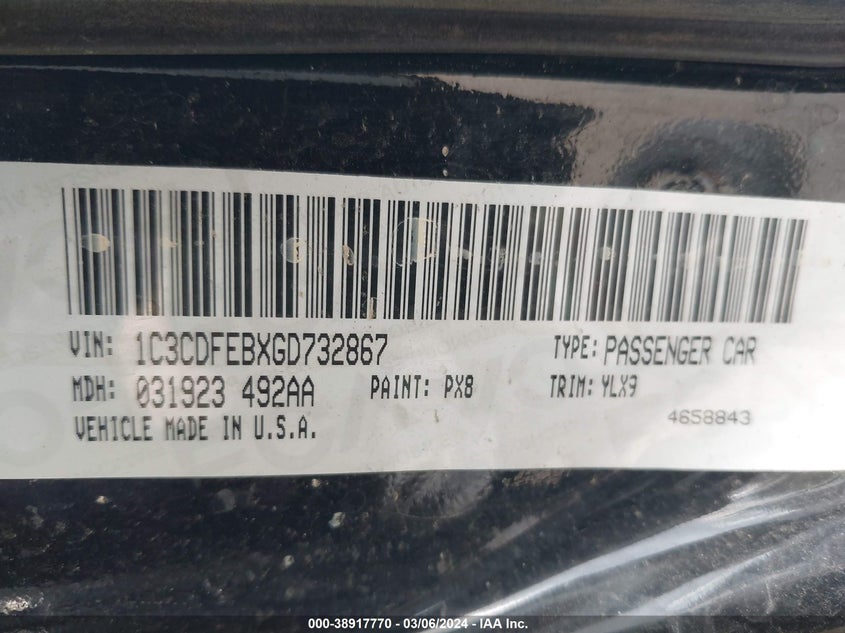 VIN: 1C3CDFEBXGD732867 TYPE: PASSENGER CAR
MDH: 031923 492AA PAINT: PX8 TRIM: YLX9
VEHICLE MADE IN U.S.A. 4658843
000-38917770 - 03/06/2024 - IAA Inc.